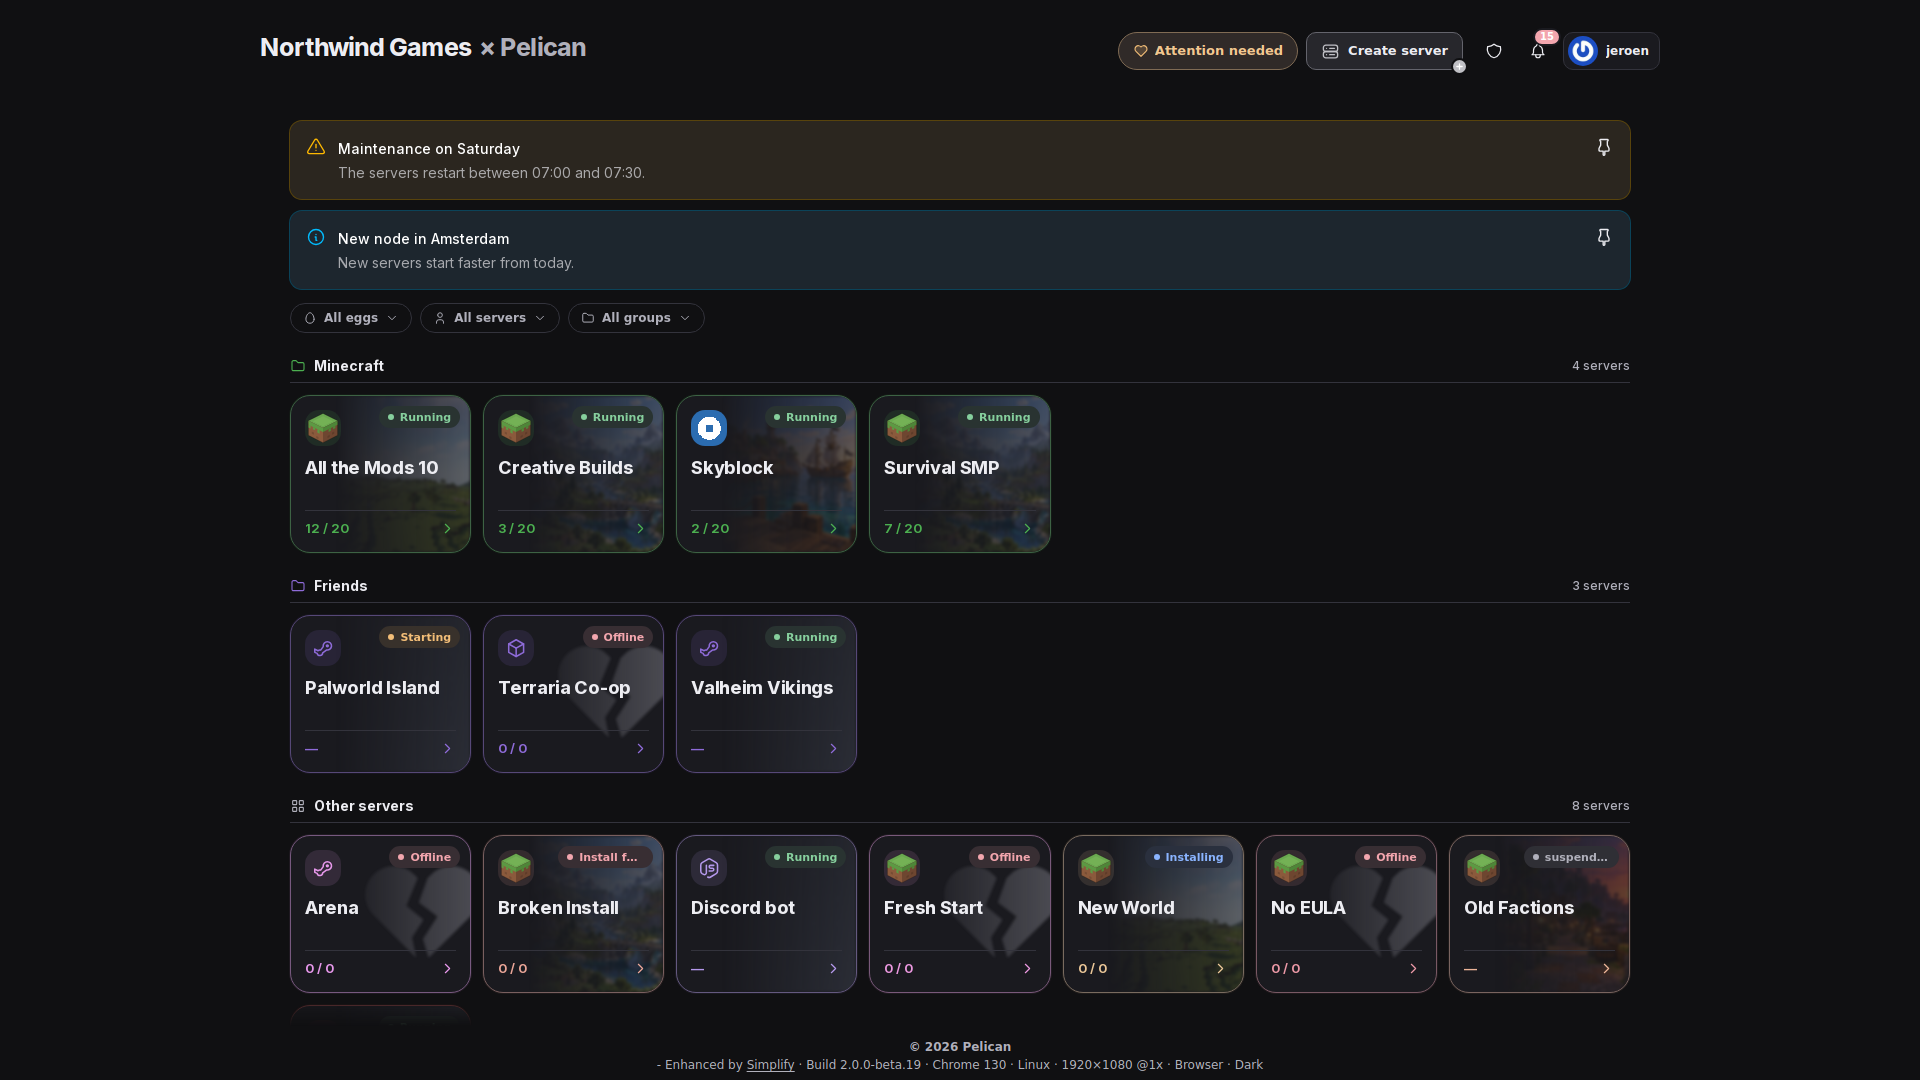 Northwind Games × Pelican
Attention needed
Create server
15
jeroen
Maintenance on Saturday
The servers restart between 07:00 and 07:30.
New node in Amsterdam
New servers start faster from today.
All eggs
All servers
All groups
Minecraft
4 servers
Running
Running
Running
Running
All the Mods 10
Creative Builds
Skyblock
Survival SMP
12 / 20
3 / 20
2 / 20
7 / 20
Friends
3 servers
Starting
Offline
Running
Palworld Island
Terraria Co-op
Valheim Vikings
—
0 / 0
—
Other servers
8 servers
Offline
Install f...
Running
Offline
Installing
Offline
suspend...
Arena
Broken Install
Discord bot
Fresh Start
New World
No EULA
Old Factions
0 / 0
0 / 0
—
0 / 0
0 / 0
0 / 0
—
© 2026 Pelican
- Enhanced by Simplify · Build 2.0.0-beta.19 · Chrome 130 · Linux · 1920×1080 @1x · Browser · Dark